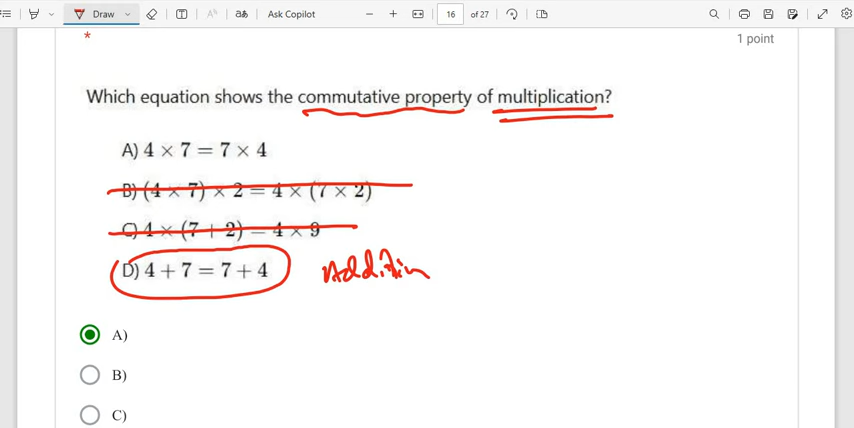 Draw
Ask Copilot
16 of 27
*
1 point
Which equation shows the commutative property of multiplication?
A) 4 × 7 = 7 × 4
B) (4 × 7) × 2 = 4 × (7 × 2)
C) 4 × (7 + 2) = 4 × 9
D) 4 + 7 = 7 + 4
Addition
A)
B)
C)